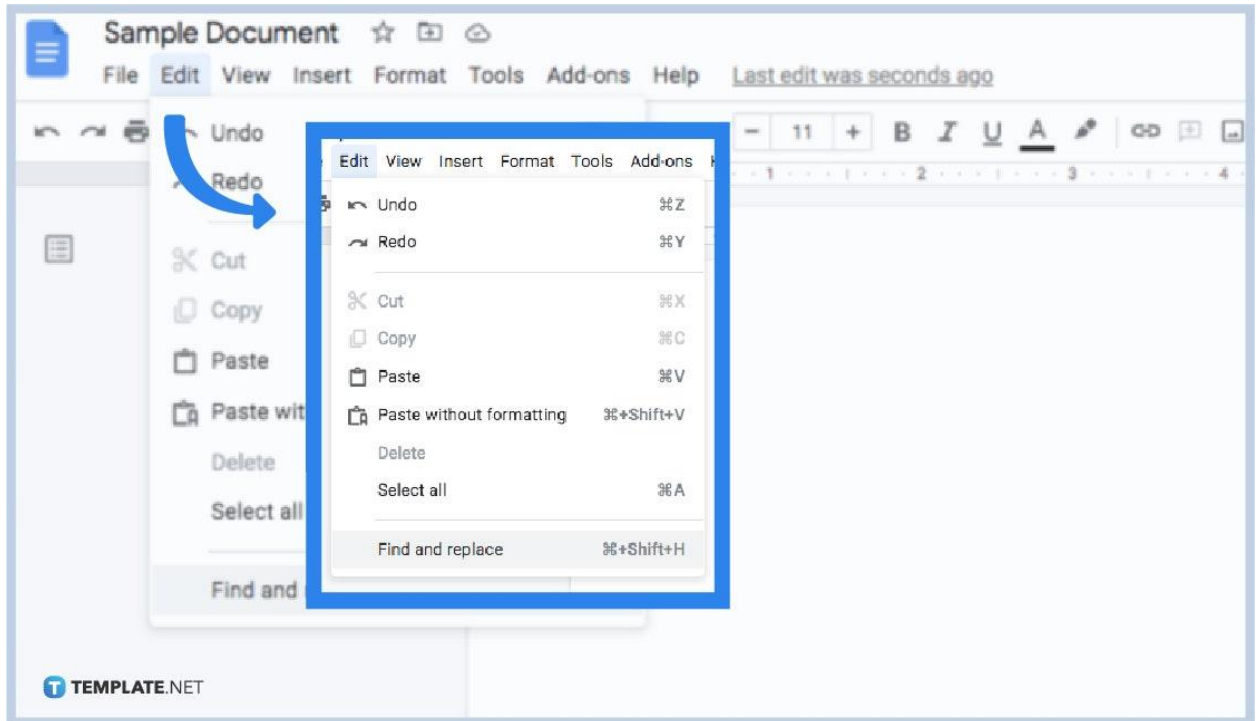 Sample Document
File Edit View Insert Format Tools Add-ons Help Last edit was seconds ago
Undo
Redo
Cut
Copy
Paste
Paste wit
Delete
Select all
Find and
- 11 + B I U A
1 2 3 4
Edit View Insert Format Tools Add-ons
Undo ⌘Z
Redo ⌘Y
Cut ⌘X
Copy ⌘C
Paste ⌘V
Paste without formatting ⌘+Shift+V
Delete
Select all ⌘A
Find and replace ⌘+Shift+H
T TEMPLATE.NET